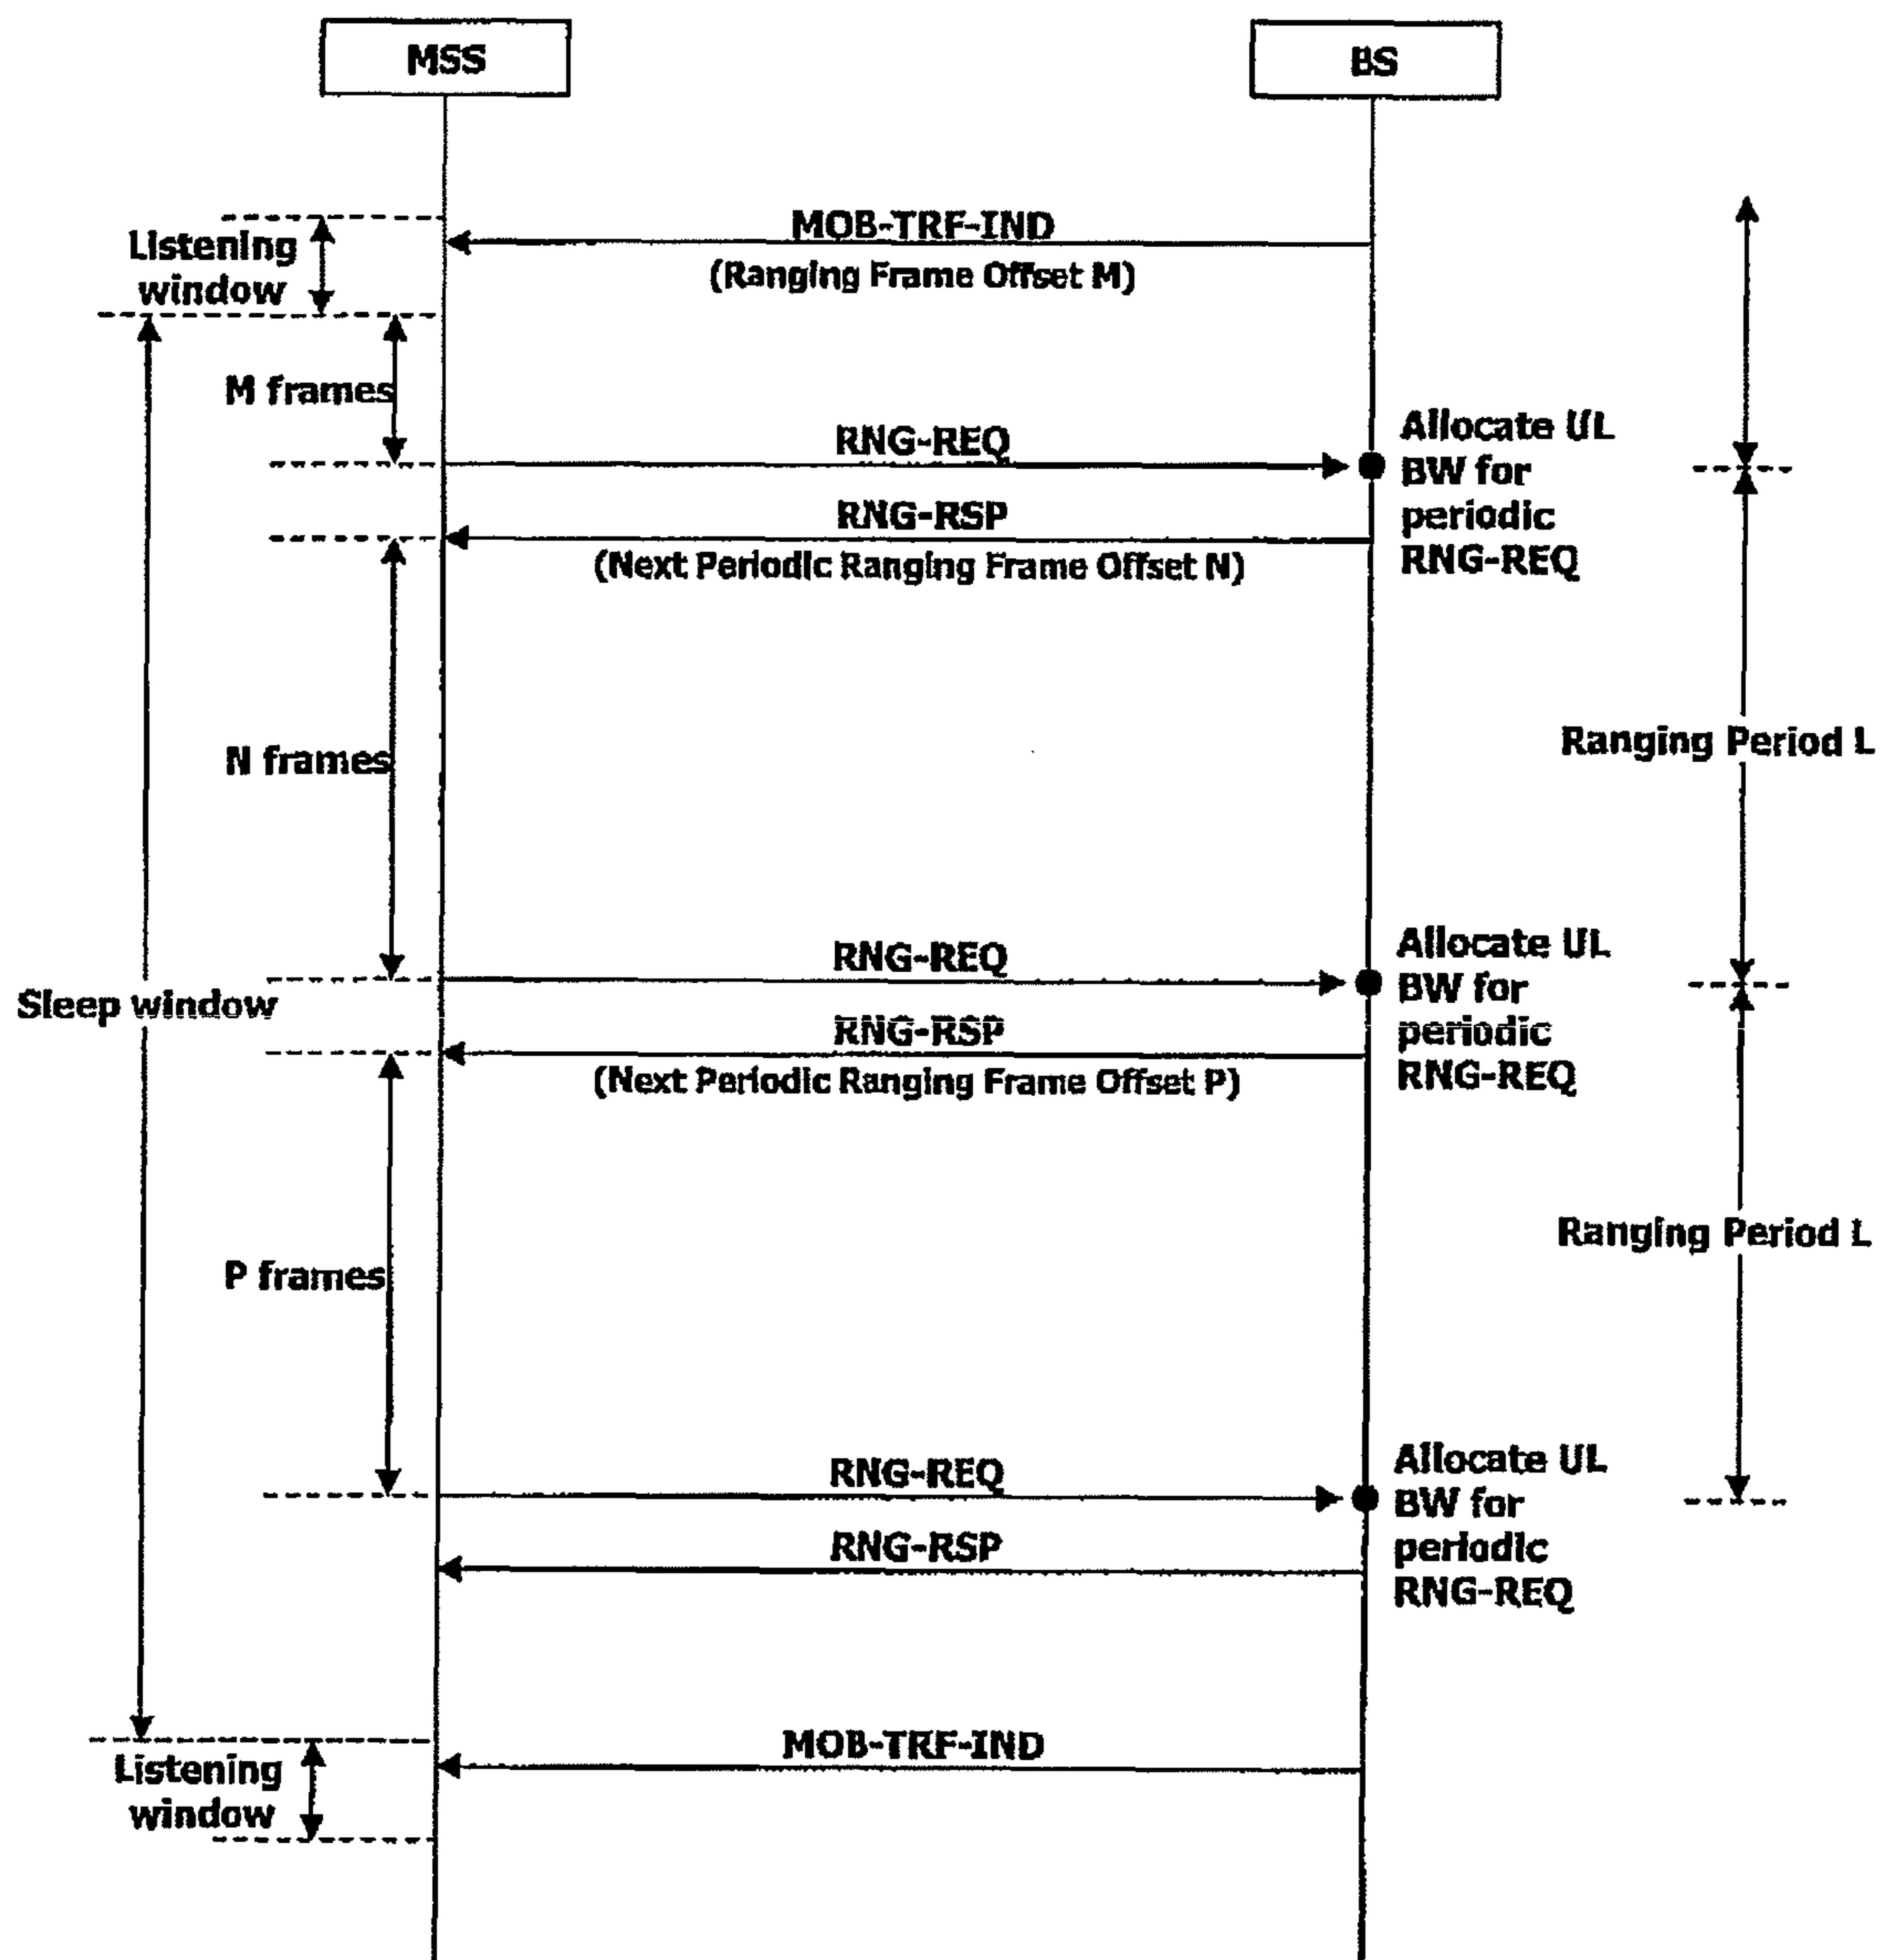 MSS
BS
MOB-TRF-IND
(Ranging Frame Offset M)
Listening
window
M frames
RNG-REQ
Allocate UL
BW for
periodic
RNG-REQ
RNG-RSP
(Next Periodic Ranging Frame Offset N)
N frames
Ranging Period L
RNG-REQ
Allocate UL
BW for
periodic
RNG-REQ
Sleep window
RNG-RSP
(Next Periodic Ranging Frame Offset P)
P frames
Ranging Period L
RNG-REQ
Allocate UL
BW for
periodic
RNG-REQ
RNG-RSP
MOB-TRF-IND
Listening
window